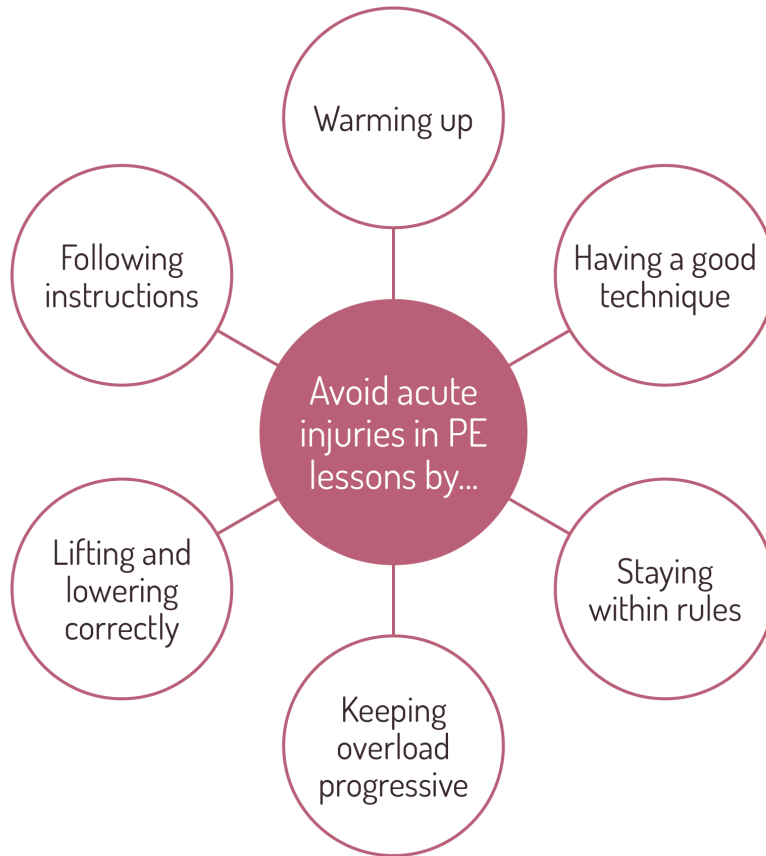 Warming up
Having a good
technique
Staying
within rules
Keeping
overload
progressive
Lifting and
lowering
correctly
Following
instructions
Avoid acute
injuries in PE
lessons by...